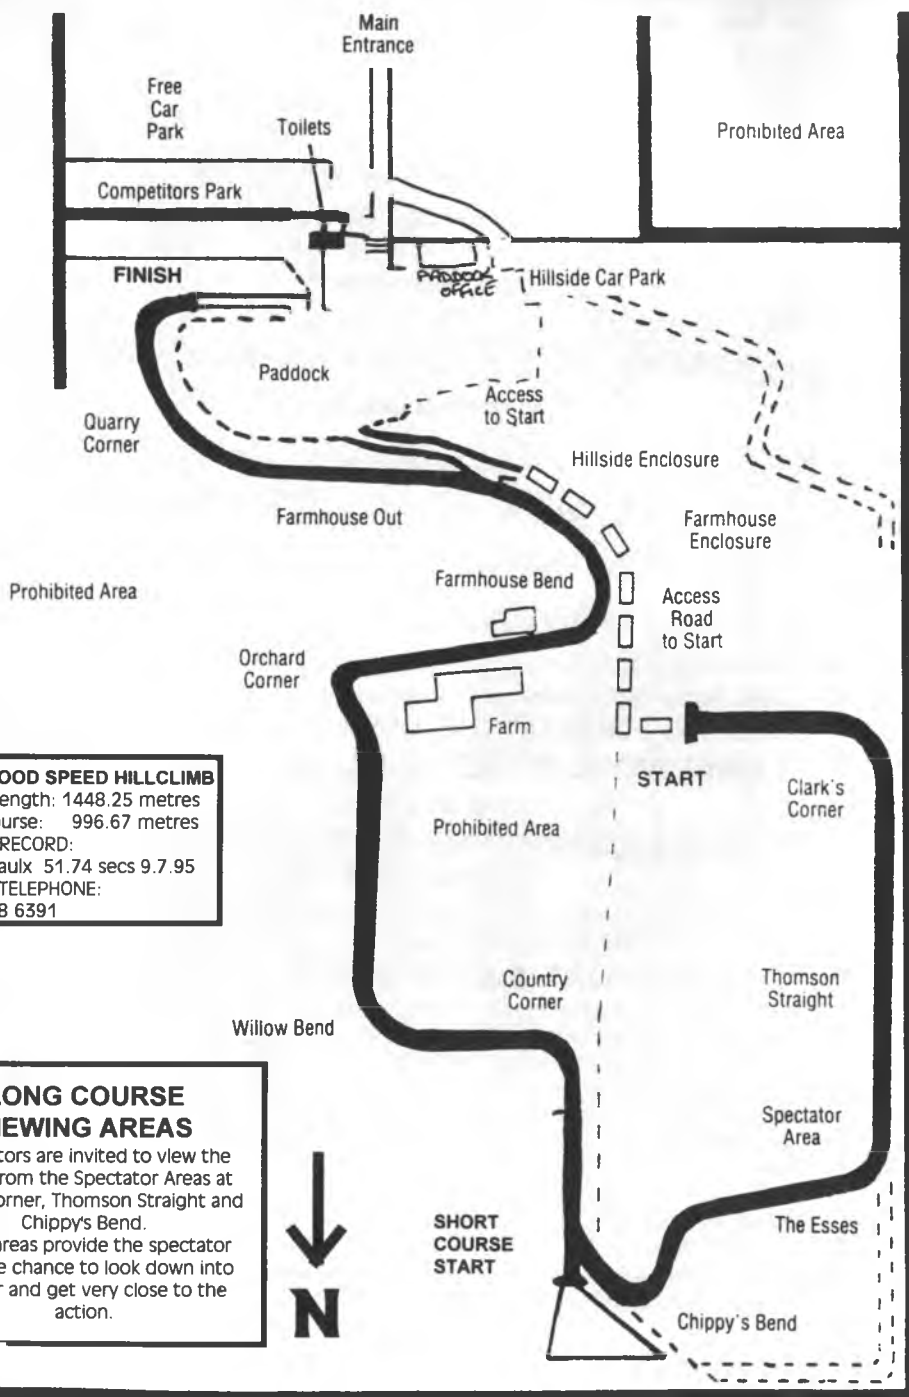 Main
Entrance
Free
Car
Park
Toilets
Prohibited Area
Competitors Park
FINISH
PADDOCK
OFFICE
Hillside Car Park
Paddock
Access
to Start
Quarry
Corner
Hillside Enclosure
Farmhouse Out
Farmhouse
Enclosure
Prohibited Area
Farmhouse Bend
Access
Road
to Start
Orchard
Corner
Farm
START
Clark's
Corner
OOD SPEED HILLCLIMB
ength: 1448.25 metres
urse: 996.67 metres
RECORD:
aulx 51.74 secs 9.7.95
TELEPHONE:
8 6391
Prohibited Area
Country
Corner
Thomson
Straight
Willow Bend
LONG COURSE
IEWING AREAS
tors are invited to view the
rom the Spectator Areas at
orner, Thomson Straight and
Chippy's Bend.
areas provide the spectator
e chance to look down into
r and get very close to the
action.
N
Spectator
Area
SHORT
COURSE
START
The Esses
Chippy's Bend